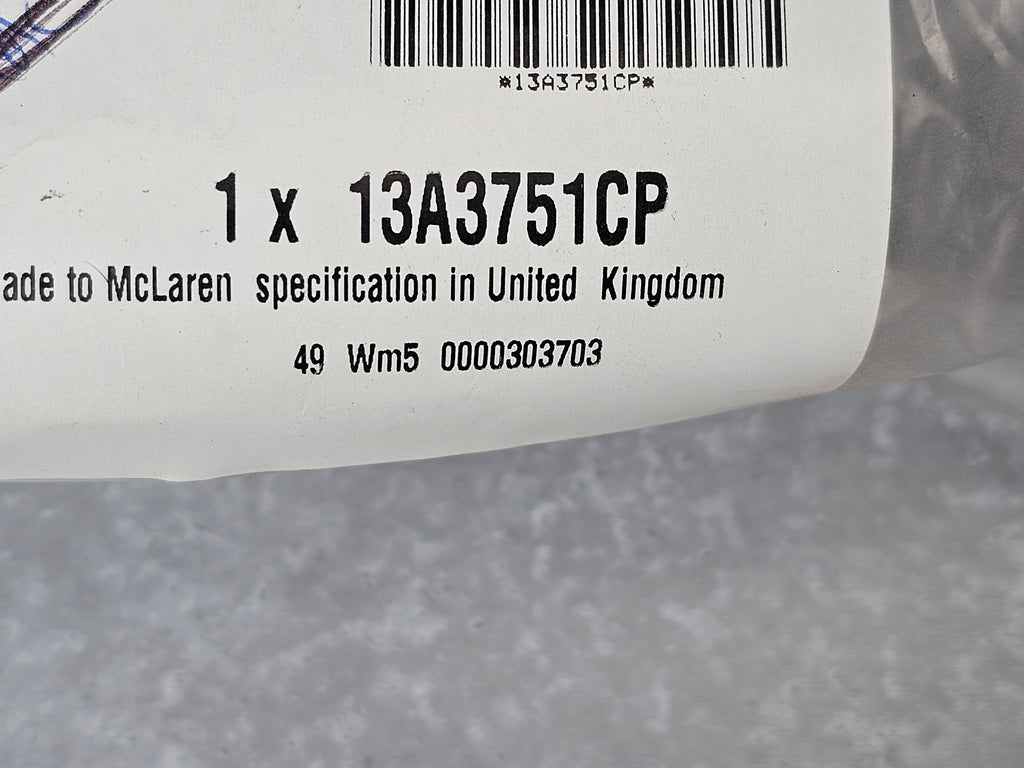 *13A3751CP*
1 x 13A3751CP
ade to McLaren specification in United Kingdom
49 Wm5 0000303703